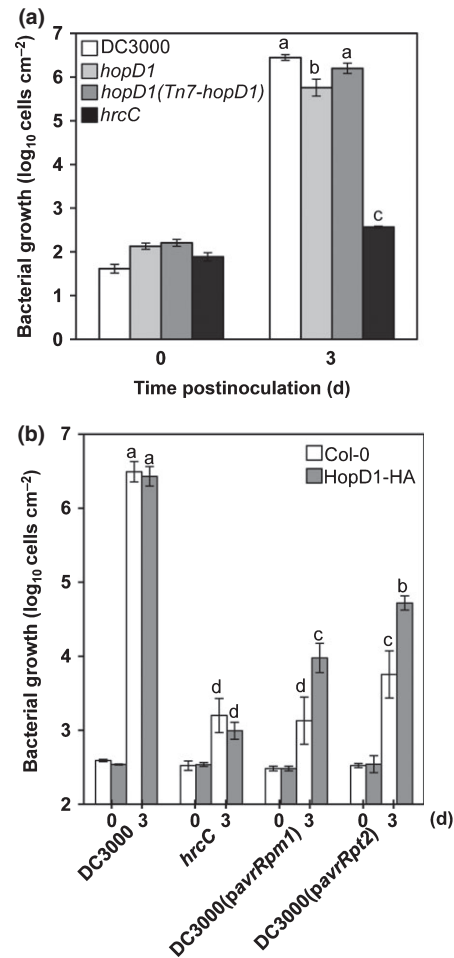 (a)
7
6
5
4
3
2
1
0
Bacterial growth (log₁₀ cells cm⁻²)
DC3000
hopD1
hopD1(Tn7-hopD1)
hrcC
a
b
a
c
0 3
Time postinoculation (d)
(b)
7
6
5
4
3
2
Bacterial growth (log₁₀ cells cm⁻²)
Col-0
HopD1-HA
a a
d d
d c
c b
0 3 0 3 0 3 0 3 (d)
DC3000
hrcC
DC3000(pavrRpm1)
DC3000(pavrRpt2)